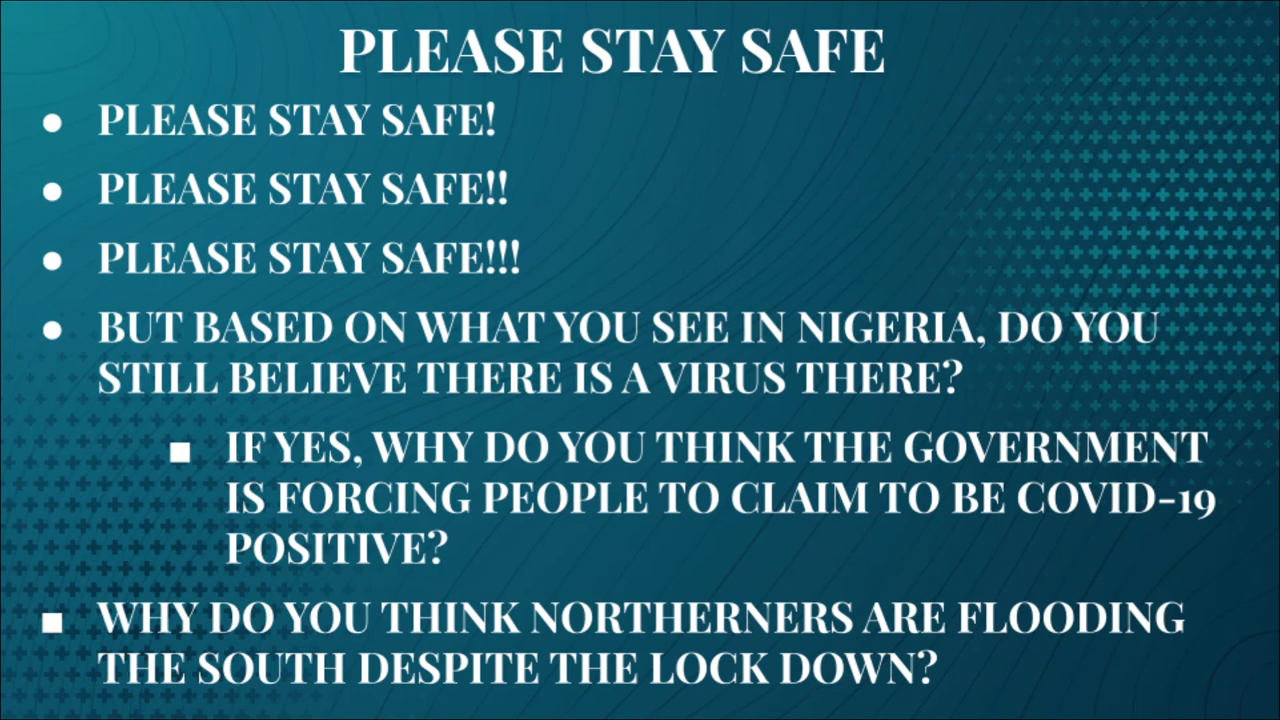 PLEASE STAY SAFE
● PLEASE STAY SAFE!
● PLEASE STAY SAFE!!
● PLEASE STAY SAFE!!!
● BUT BASED ON WHAT YOU SEE IN NIGERIA, DO YOU
STILL BELIEVE THERE IS A VIRUS THERE?
■ IF YES, WHY DO YOU THINK THE GOVERNMENT
IS FORCING PEOPLE TO CLAIM TO BE COVID-19
POSITIVE?
■ WHY DO YOU THINK NORTHERNERS ARE FLOODING
THE SOUTH DESPITE THE LOCK DOWN?